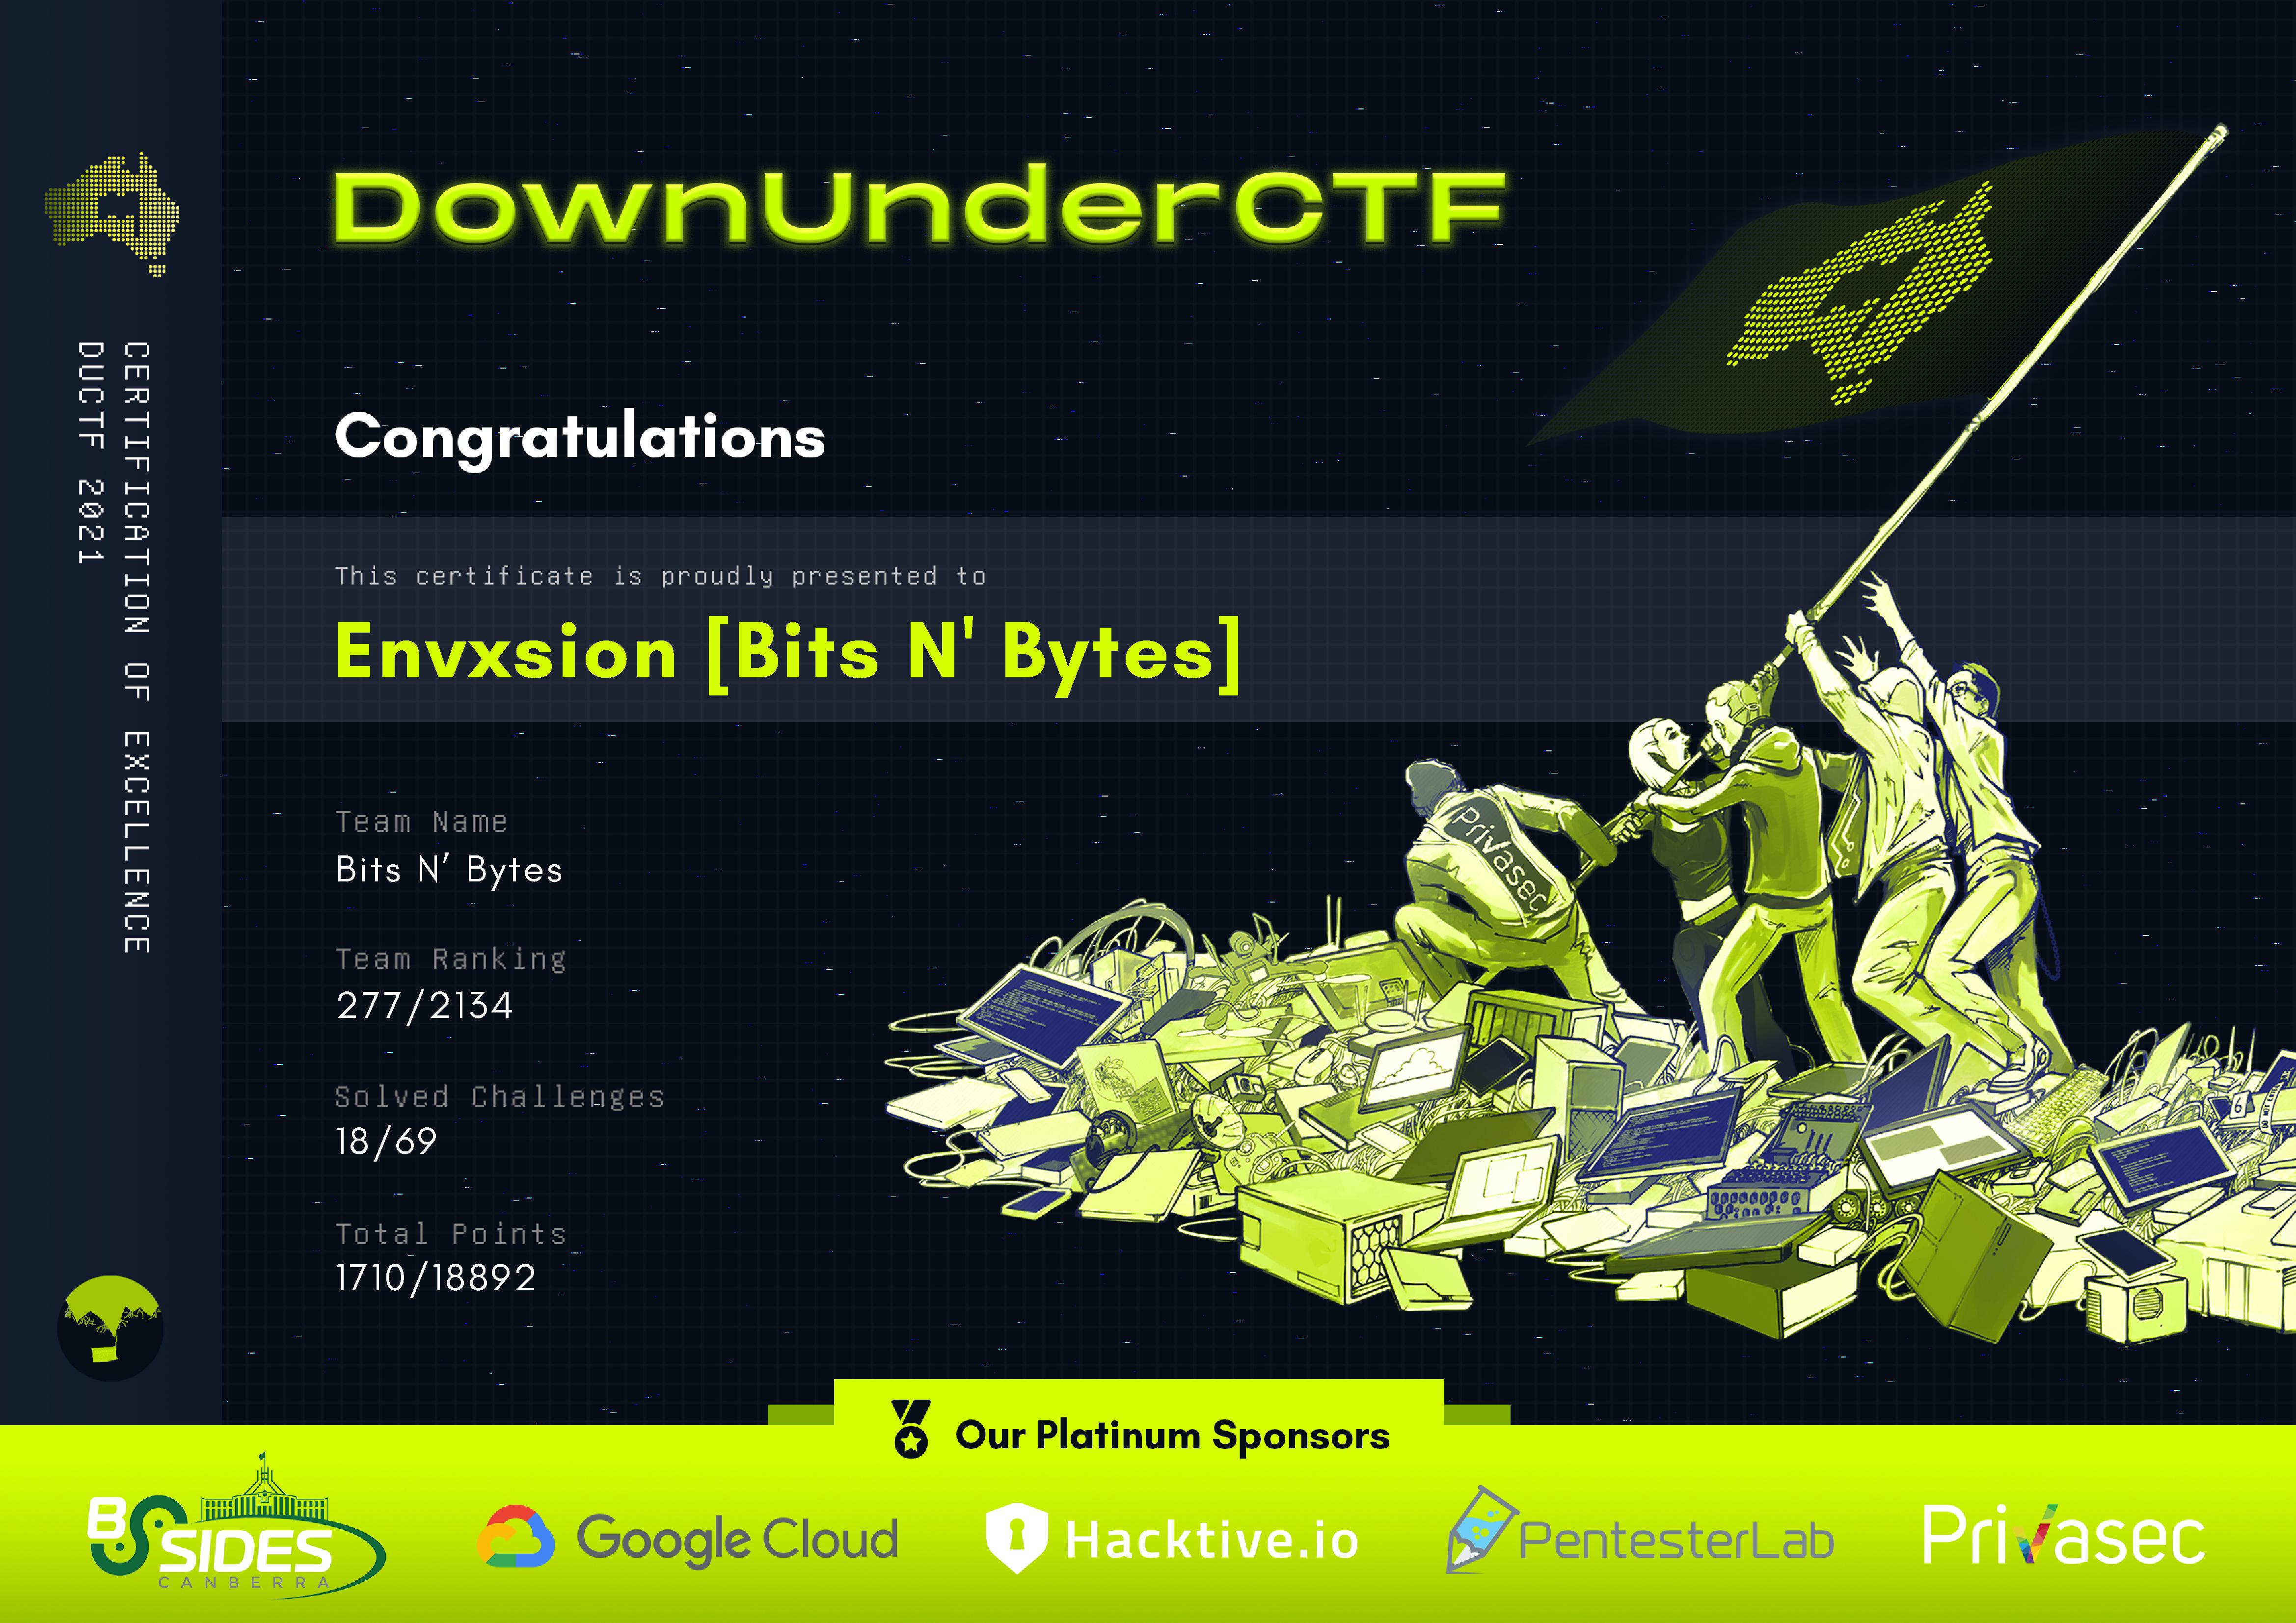 DownUnderCTF
CERTIFICATION OF EXCELLENCE
DUCTF 2021
Congratulations
This certificate is proudly presented to
Envxsion [Bits N' Bytes]
Team Name
Bits N’ Bytes
Team Ranking
277/2134
Solved Challenges
18/69
Total Points
1710/18892
Privasec
Our Platinum Sponsors
BSIDES
CANBERRA
Google Cloud
Hacktive.io
PentesterLab
Privasec